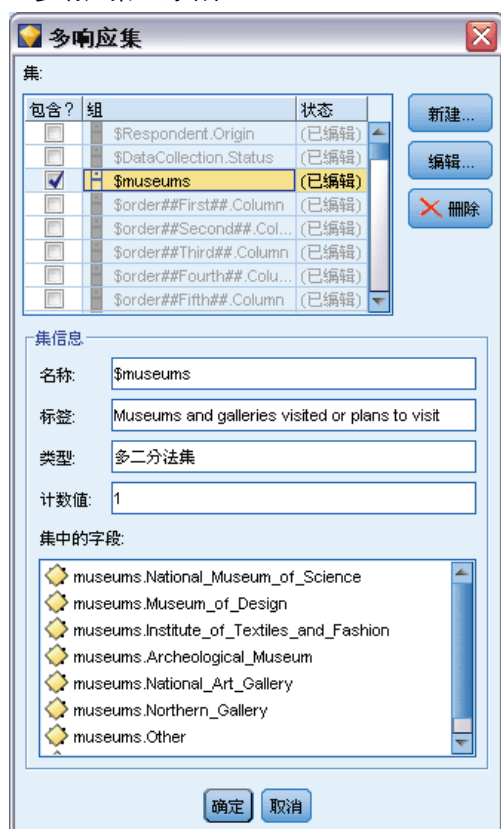 多响应集
集:
包含? 组 状态
$Respondent.Origin (已编辑)
$DataCollection.Status (已编辑)
$museums (已编辑)
$order##First##.Column (已编辑)
$order##Second##.Col... (已编辑)
$order##Third##.Column (已编辑)
$order##Fourth##.Colu... (已编辑)
$order##Fifth##.Column (已编辑)
新建...
编辑...
删除
集信息
名称: $museums
标签: Museums and galleries visited or plans to visit
类型: 多二分法集
计数值: 1
集中的字段:
museums.National_Museum_of_Science
museums.Museum_of_Design
museums.Institute_of_Textiles_and_Fashion
museums.Archeological_Museum
museums.National_Art_Gallery
museums.Northern_Gallery
museums.Other
确定 取消